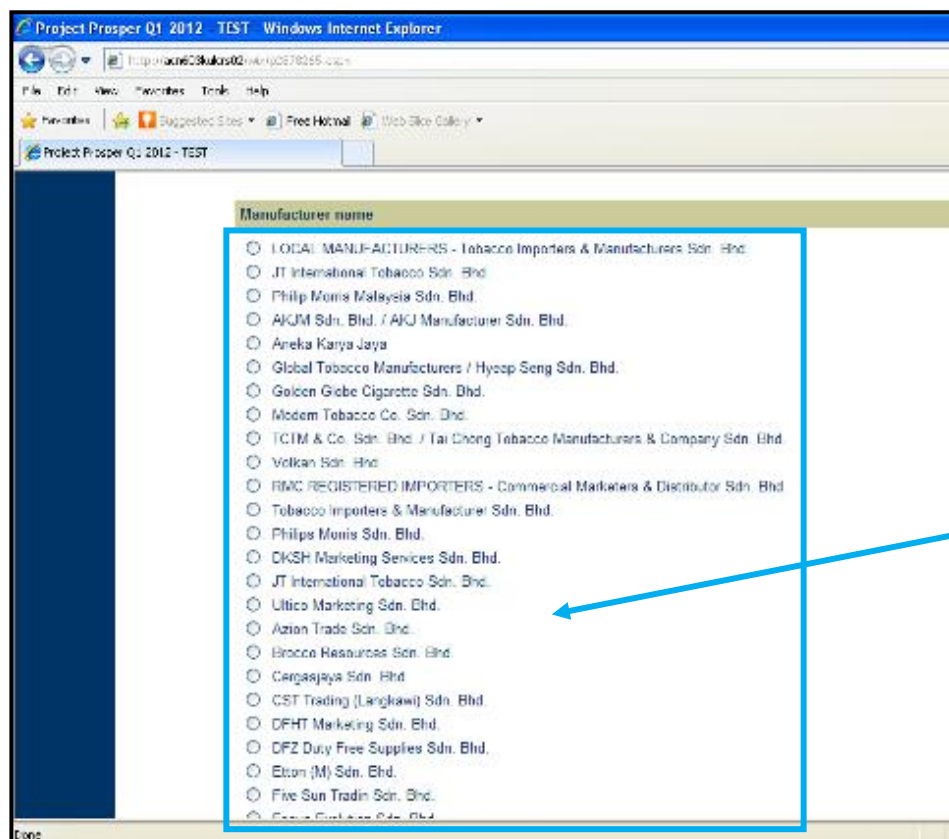 Project Prosper Q1 2012 - TEST - Windows Internet Explorer
File Edit View Favorites Tools Help
Favorites Suggested Sites Free Hotmail Web Slice Gallery
Project Prosper Q1 2012 - TEST
Manufacturer name
LOCAL MANUFACTURERS - Tobacco Importers & Manufacturers Sdn. Bhd.
JT International Tobacco Sdn. Bhd.
Philip Morris Malaysia Sdn. Bhd.
AKJM Sdn. Bhd. / AKJ Manufacturer Sdn. Bhd.
Aneka Karya Jaya
Global Tobacco Manufacturers / Hyeap Seng Sdn. Bhd.
Golden Globe Cigarette Sdn. Bhd.
Modern Tobacco Co. Sdn. Bhd.
TCTM & Co. Sdn. Bhd. / Tai Chong Tobacco Manufacturers & Company Sdn. Bhd.
Volkan Sdn. Bhd.
RMC REGISTERED IMPORTERS - Commercial Marketers & Distributor Sdn. Bhd.
Tobacco Importers & Manufacturer Sdn. Bhd.
Philips Morris Sdn. Bhd.
DKSH Marketing Services Sdn. Bhd.
JT International Tobacco Sdn. Bhd.
Ultico Marketing Sdn. Bhd.
Azion Trade Sdn. Bhd.
Brocco Resources Sdn. Bhd.
Cergasjaya Sdn. Bhd.
CST Trading (Langkawi) Sdn. Bhd.
DFHT Marketing Sdn. Bhd.
DFZ Duty Free Supplies Sdn. Bhd.
Etton (M) Sdn. Bhd.
Five Sun Tradin Sdn. Bhd.
Done